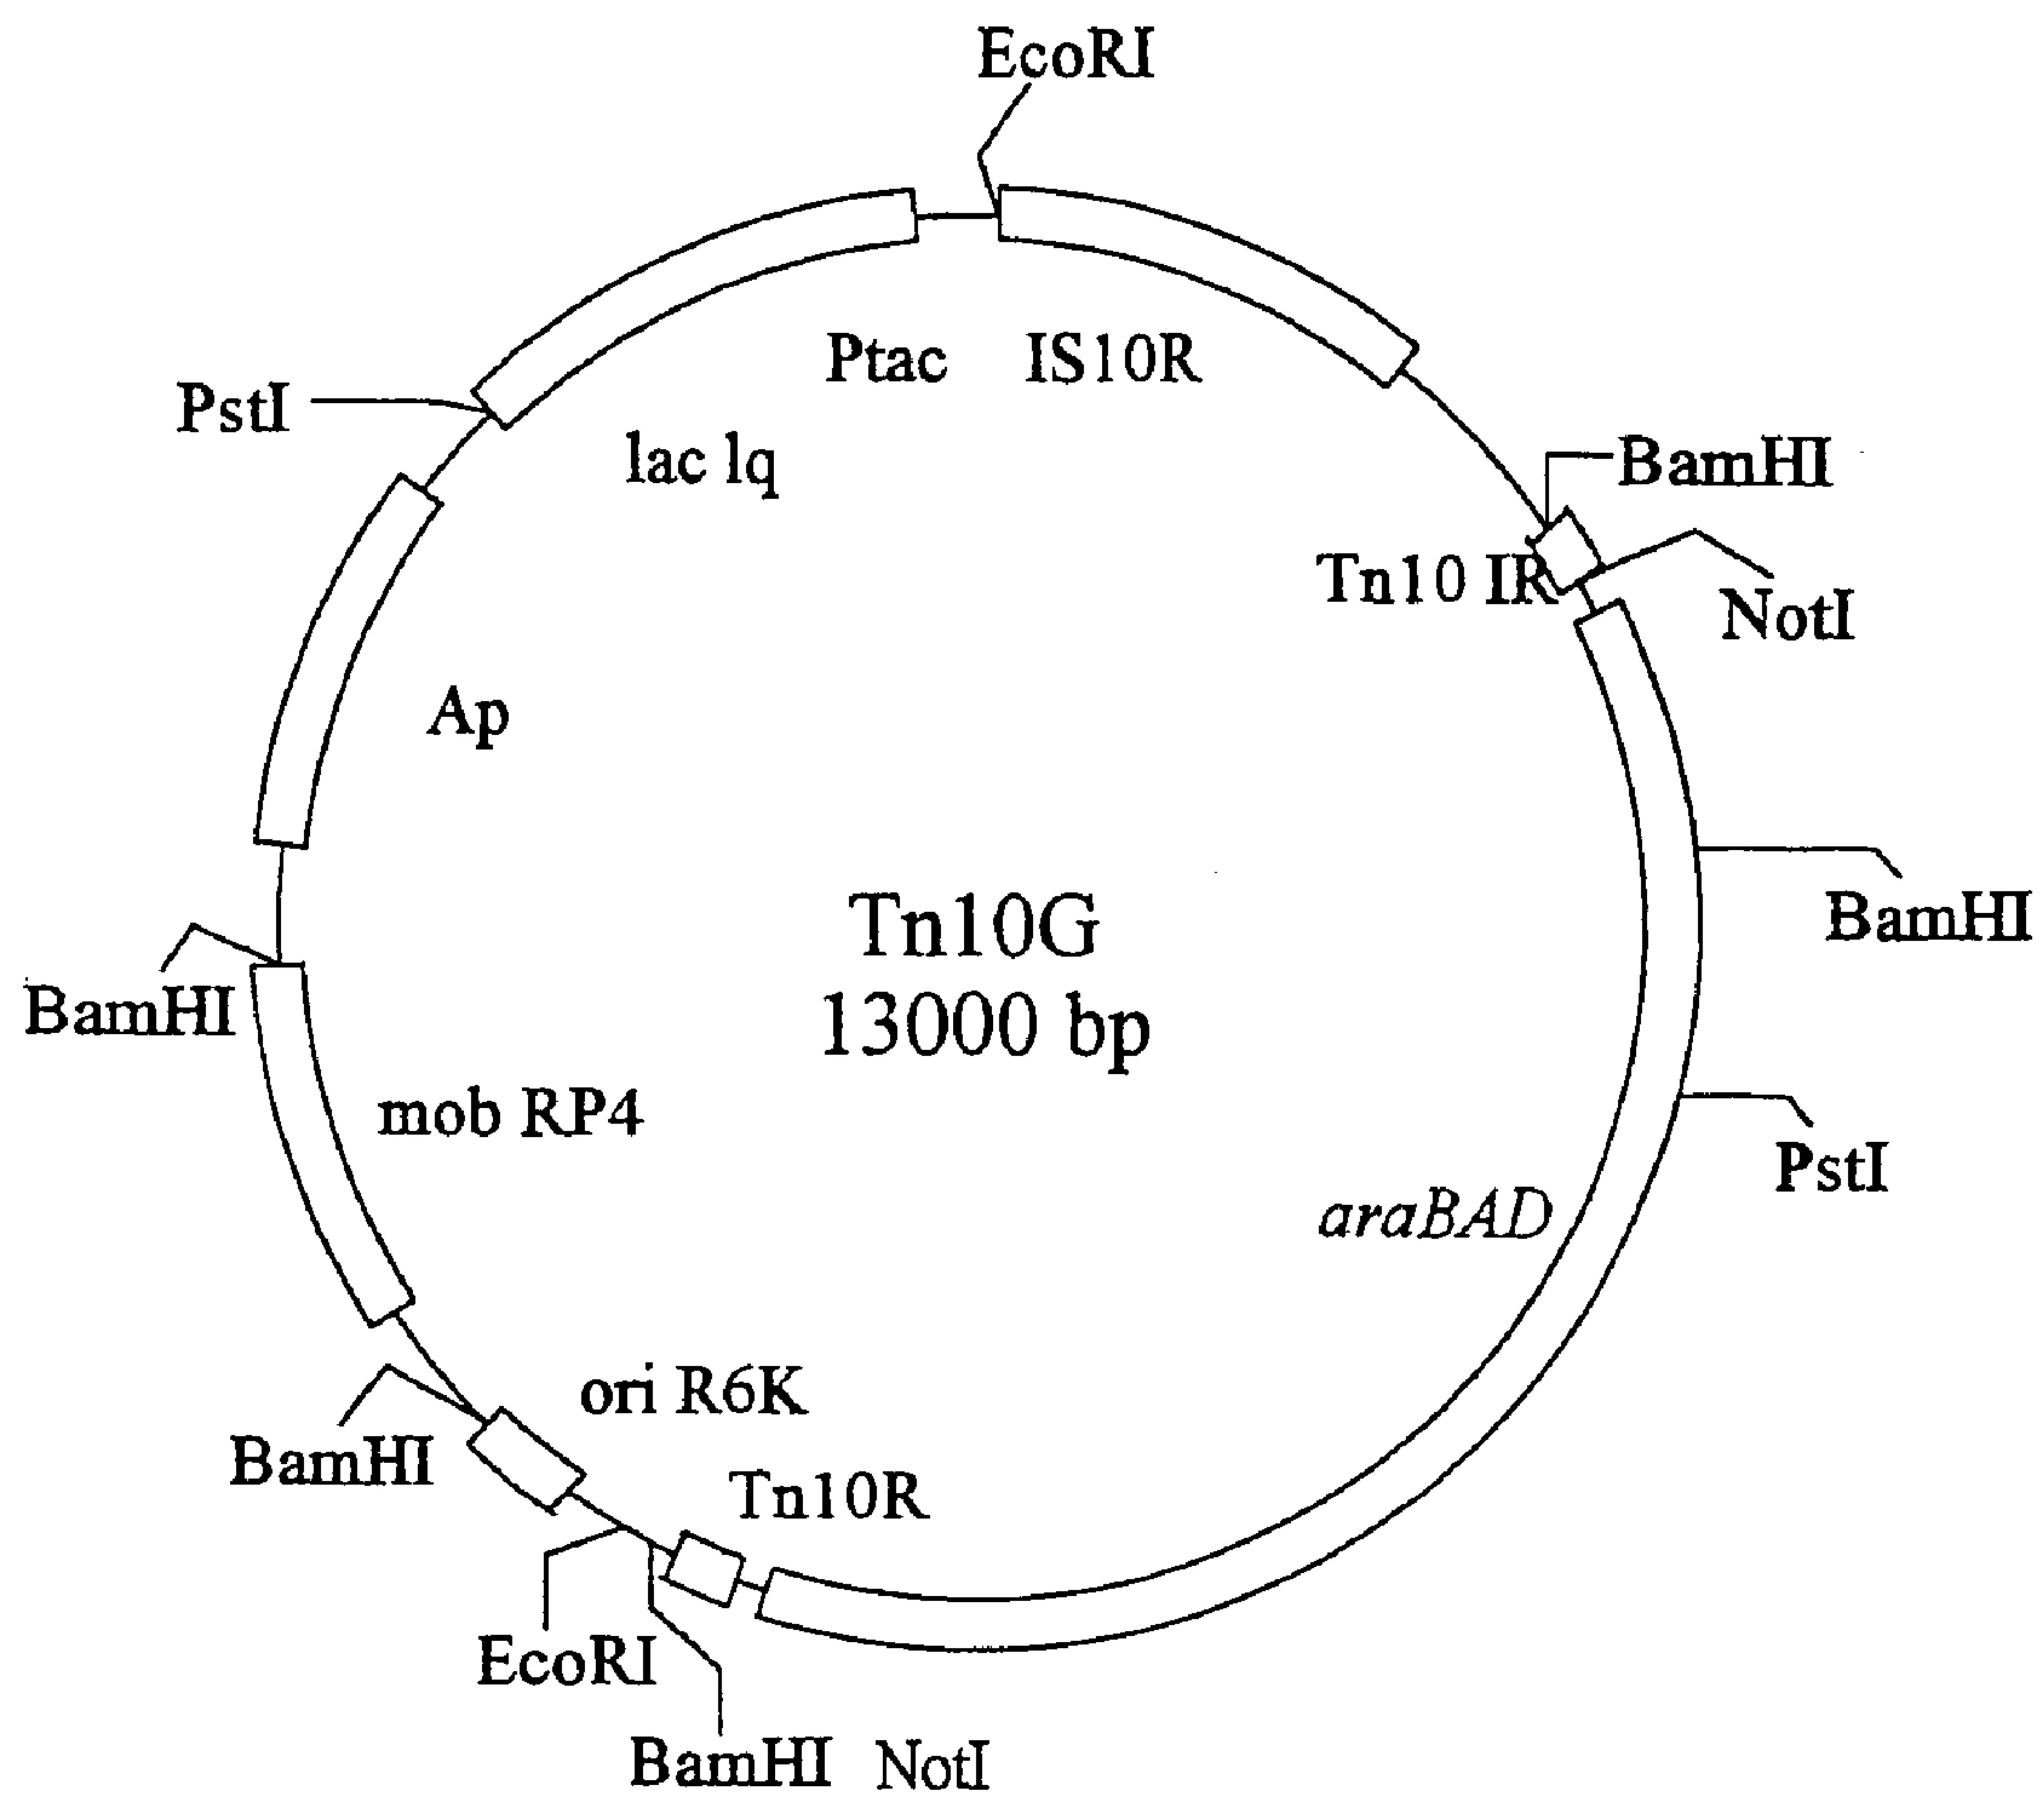 EcoRI
Ptac
IS10R
PstI
lac lq
BamHI
Tn10 IR
NotI
Ap
Tn10G
13000 bp
BamHI
BamHI
mob RP4
PstI
araBAD
ori R6K
BamHI
Tn10R
EcoRI
BamHI NotI